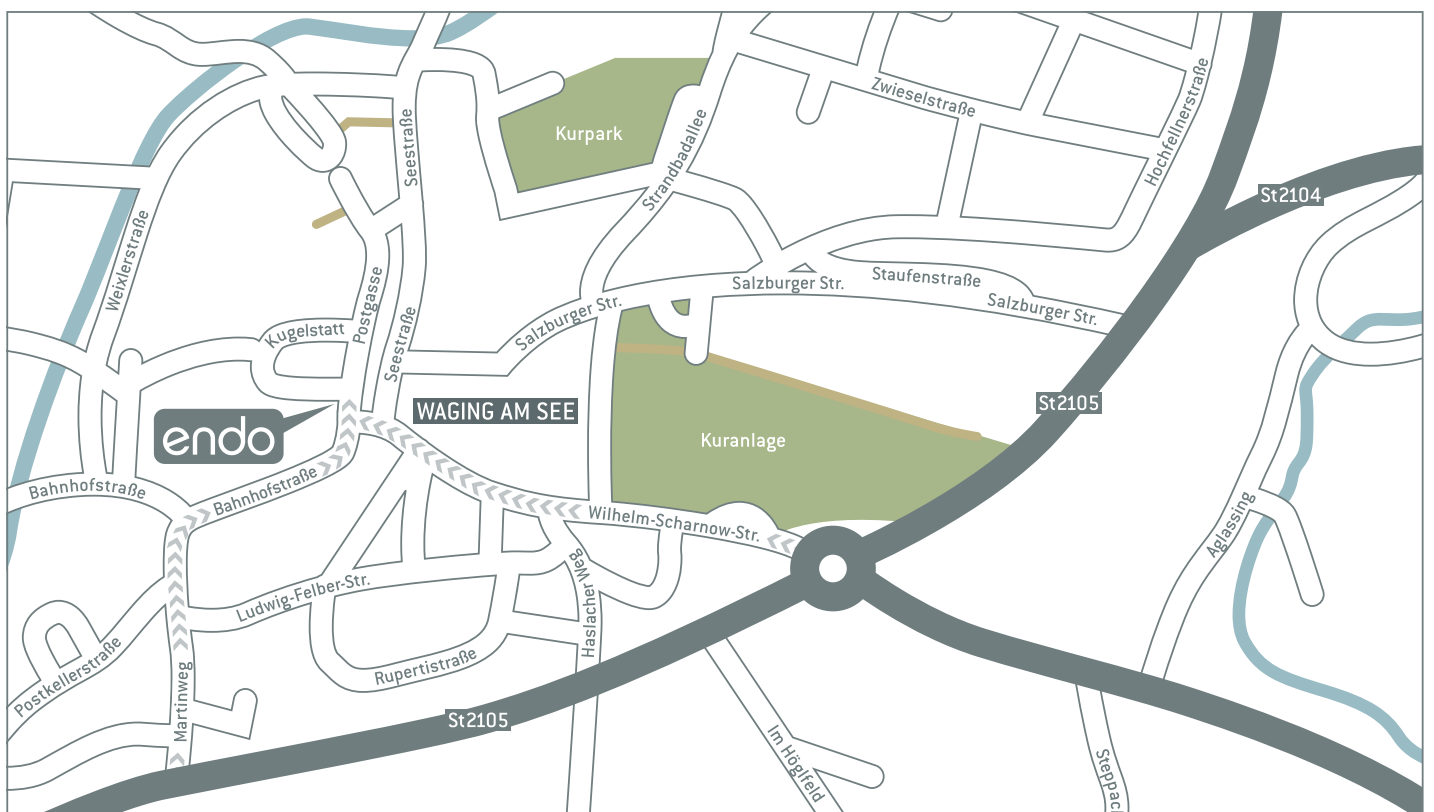 Kurpark
Zwieselstraße
Hochfellnerstraße
Seestraße
Strandbadallee
St2104
Weixlerstraße
Postgasse
Kugelstatt
Seestraße
Salzburger Str.
Salzburger Str.
Staufenstraße
Salzburger Str.
endo
WAGING AM SEE
St2105
Kuranlage
Bahnhofstraße
Bahnhofstraße
Wilhelm-Scharnow-Str.
Aglassing
Ludwig-Felber-Str.
Haslacher Weg
Postkellerstraße
Rupertistraße
Martinweg
St2105
Im Höglfeld
Steppach